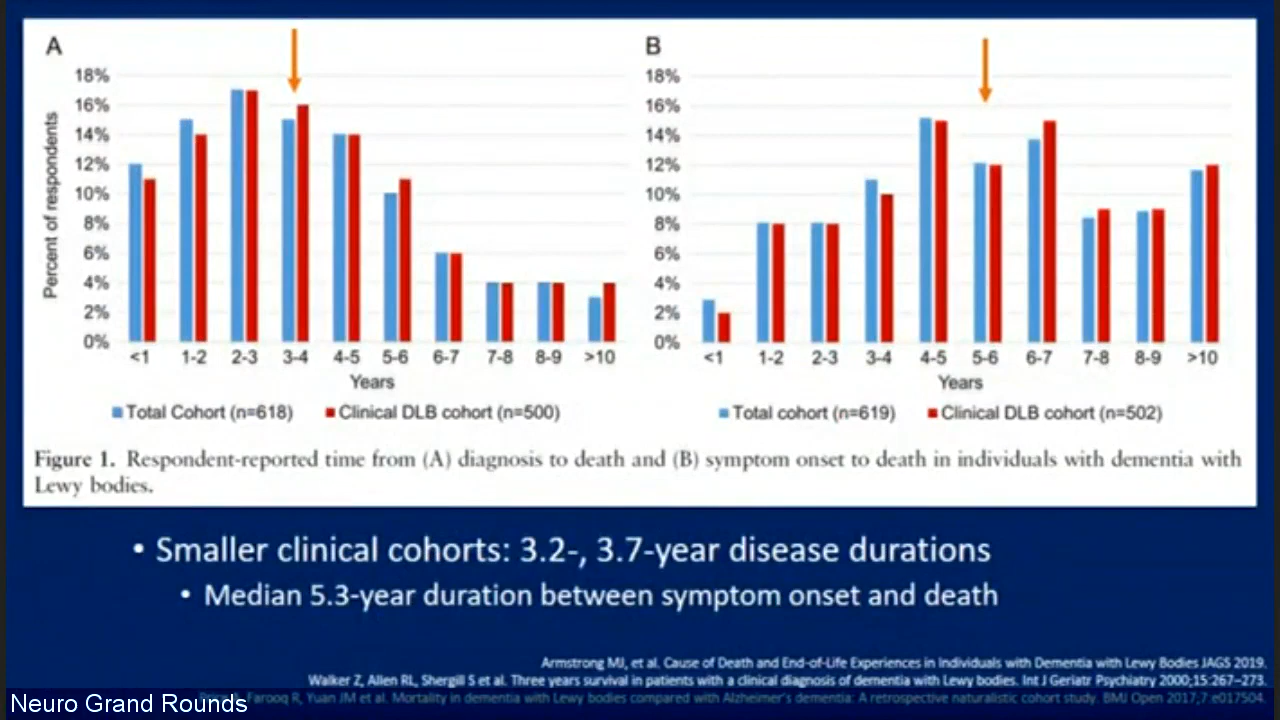 A
Percent of respondents
18%
16%
14%
12%
10%
8%
6%
4%
2%
0%
<1 1-2 2-3 3-4 4-5 5-6 6-7 7-8 8-9 >10
Years
Total Cohort (n=618) Clinical DLB cohort (n=500)
B
18%
16%
14%
12%
10%
8%
6%
4%
2%
0%
<1 1-2 2-3 3-4 4-5 5-6 6-7 7-8 8-9 >10
Years
Total cohort (n=619) Clinical DLB cohort (n=502)
Figure 1. Respondent-reported time from (A) diagnosis to death and (B) symptom onset to death in individuals with dementia with
Lewy bodies.
• Smaller clinical cohorts: 3.2-, 3.7-year disease durations
• Median 5.3-year duration between symptom onset and death
Armstrong MJ, et al. Cause of Death and End-of-Life Experiences in Individuals with Dementia with Lewy Bodies JAGS 2019.
Walker Z, Allen RL, Shergill S et al. Three years survival in patients with a clinical diagnosis of dementia with Lewy bodies. Int J Geriatr Psychiatry 2000;15:267–273.
Farooq R, Yuan JM et al. Mortality in dementia with Lewy bodies compared with Alzheimer's dementia: A retrospective naturalistic cohort study. BMJ Open 2017;7:e017504.
Neuro Grand Rounds